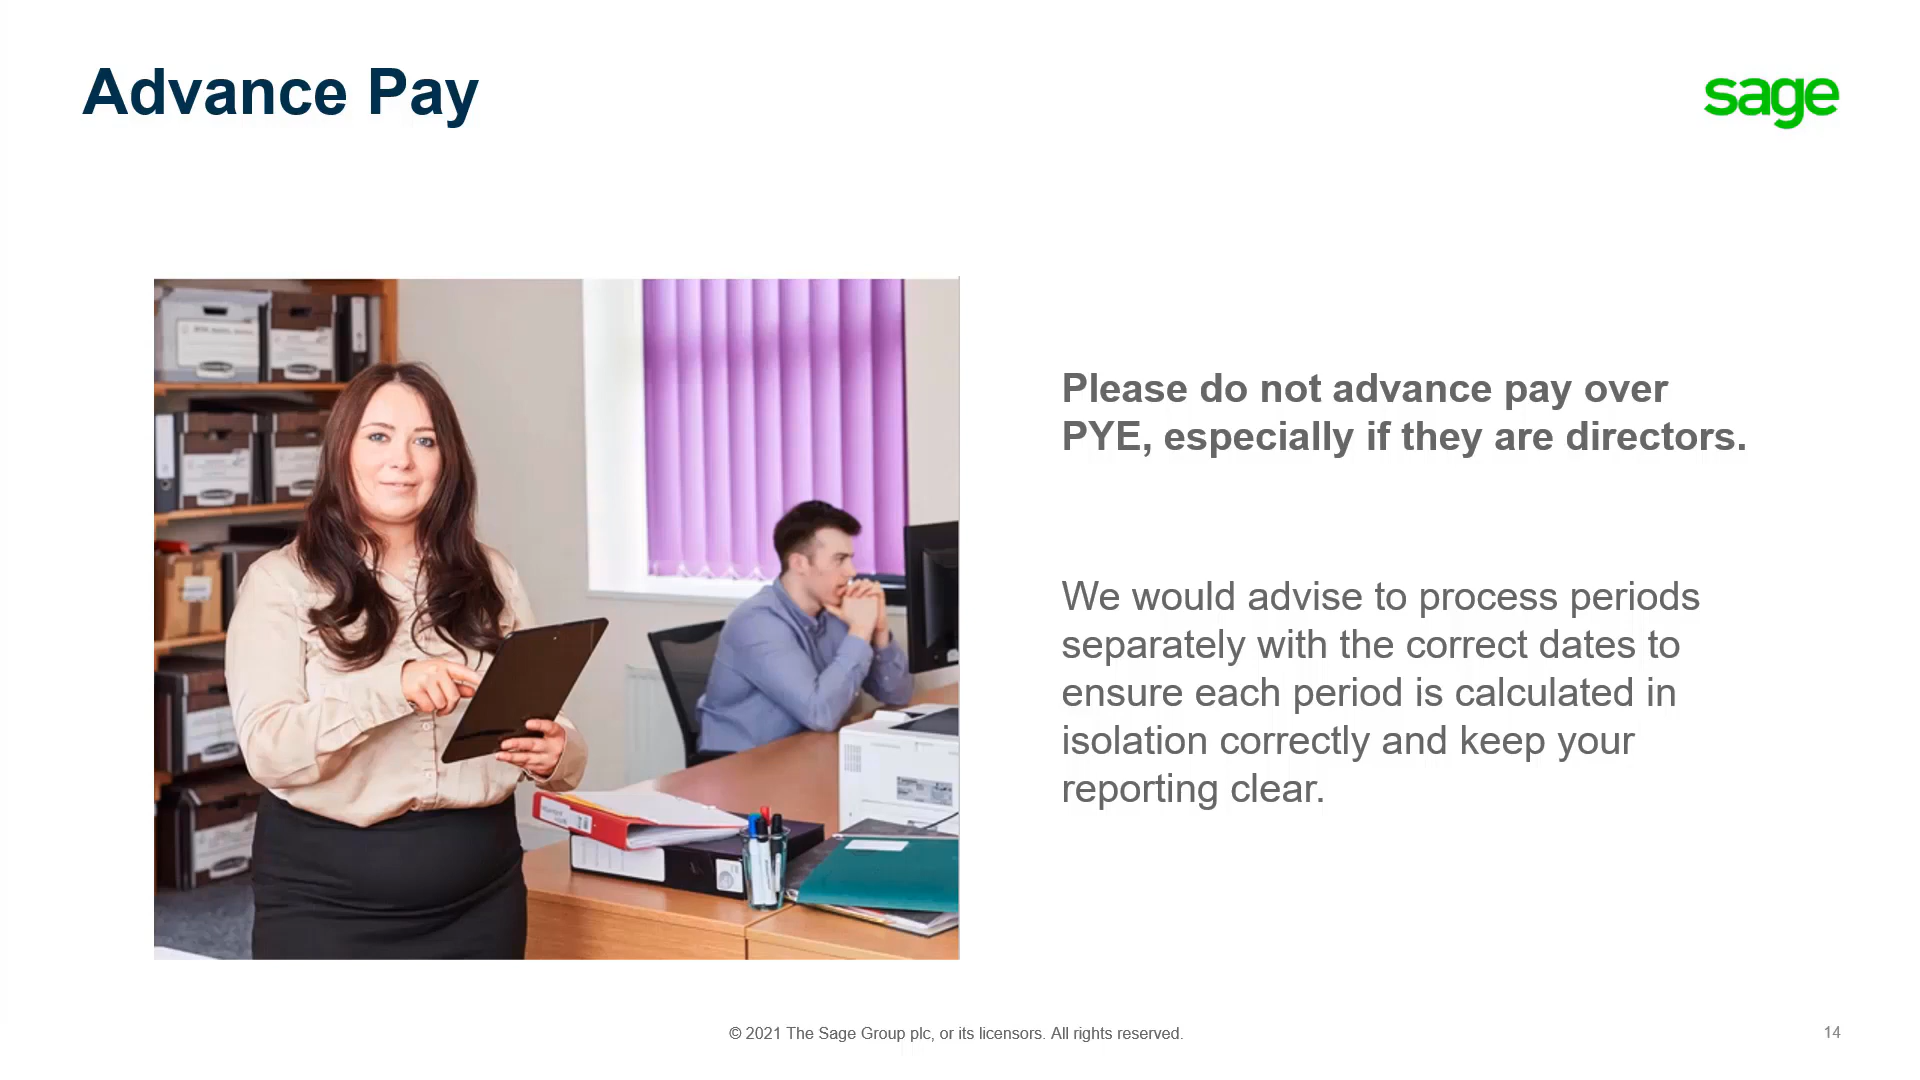 Advance Pay
sage
Please do not advance pay over
PYE, especially if they are directors.
We would advise to process periods
separately with the correct dates to
ensure each period is calculated in
isolation correctly and keep your
reporting clear.
© 2021 The Sage Group plc, or its licensors. All rights reserved.
14